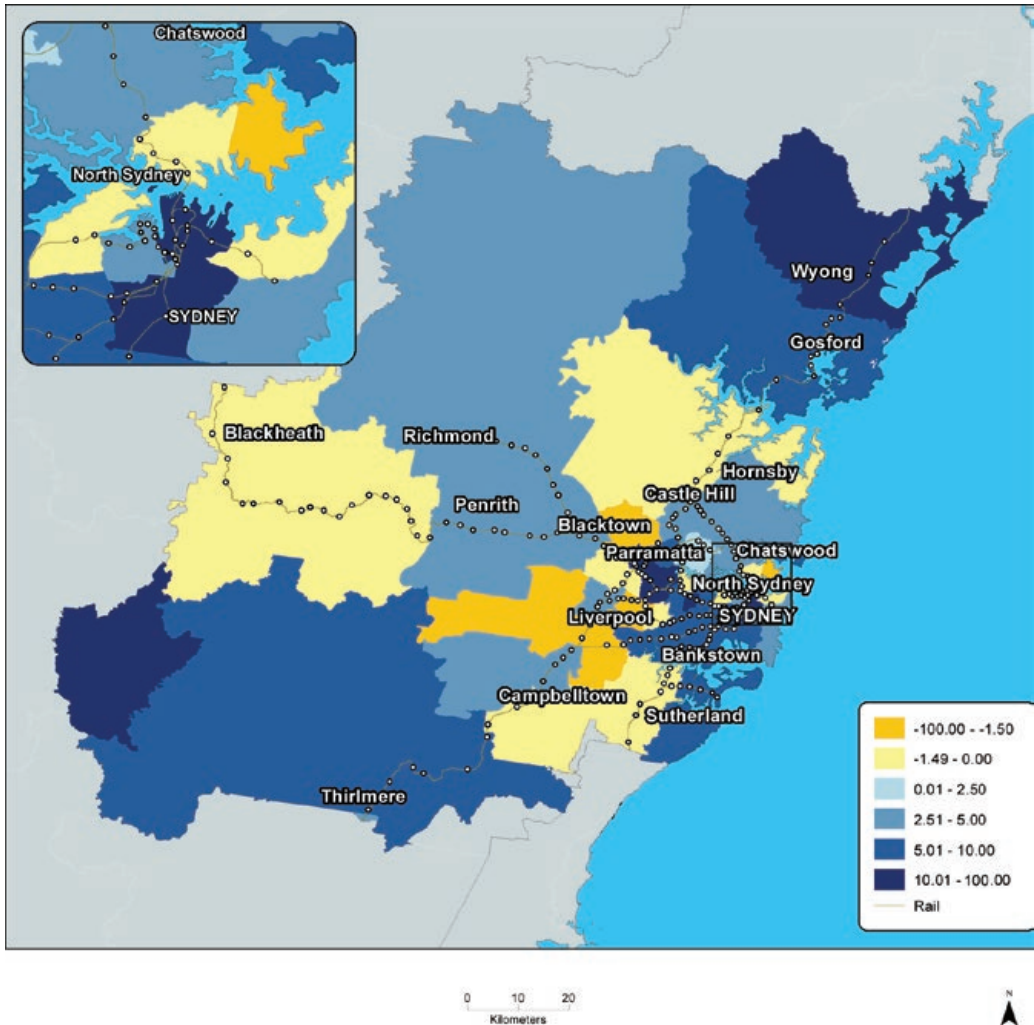 Chatswood
North Sydney
SYDNEY
Wyong
Gosford
Blackheath
Richmond
Hornsby
Castle Hill
Penrith
Blacktown
Parramatta
Chatswood
North Sydney
Liverpool
SYDNEY
Bankstown
Campbelltown
Sutherland
Thirlmere
-100.00 - -1.50
-1.49 - 0.00
0.01 - 2.50
2.51 - 5.00
5.01 - 10.00
10.01 - 100.00
Rail
0 10 20
Kilometers
N